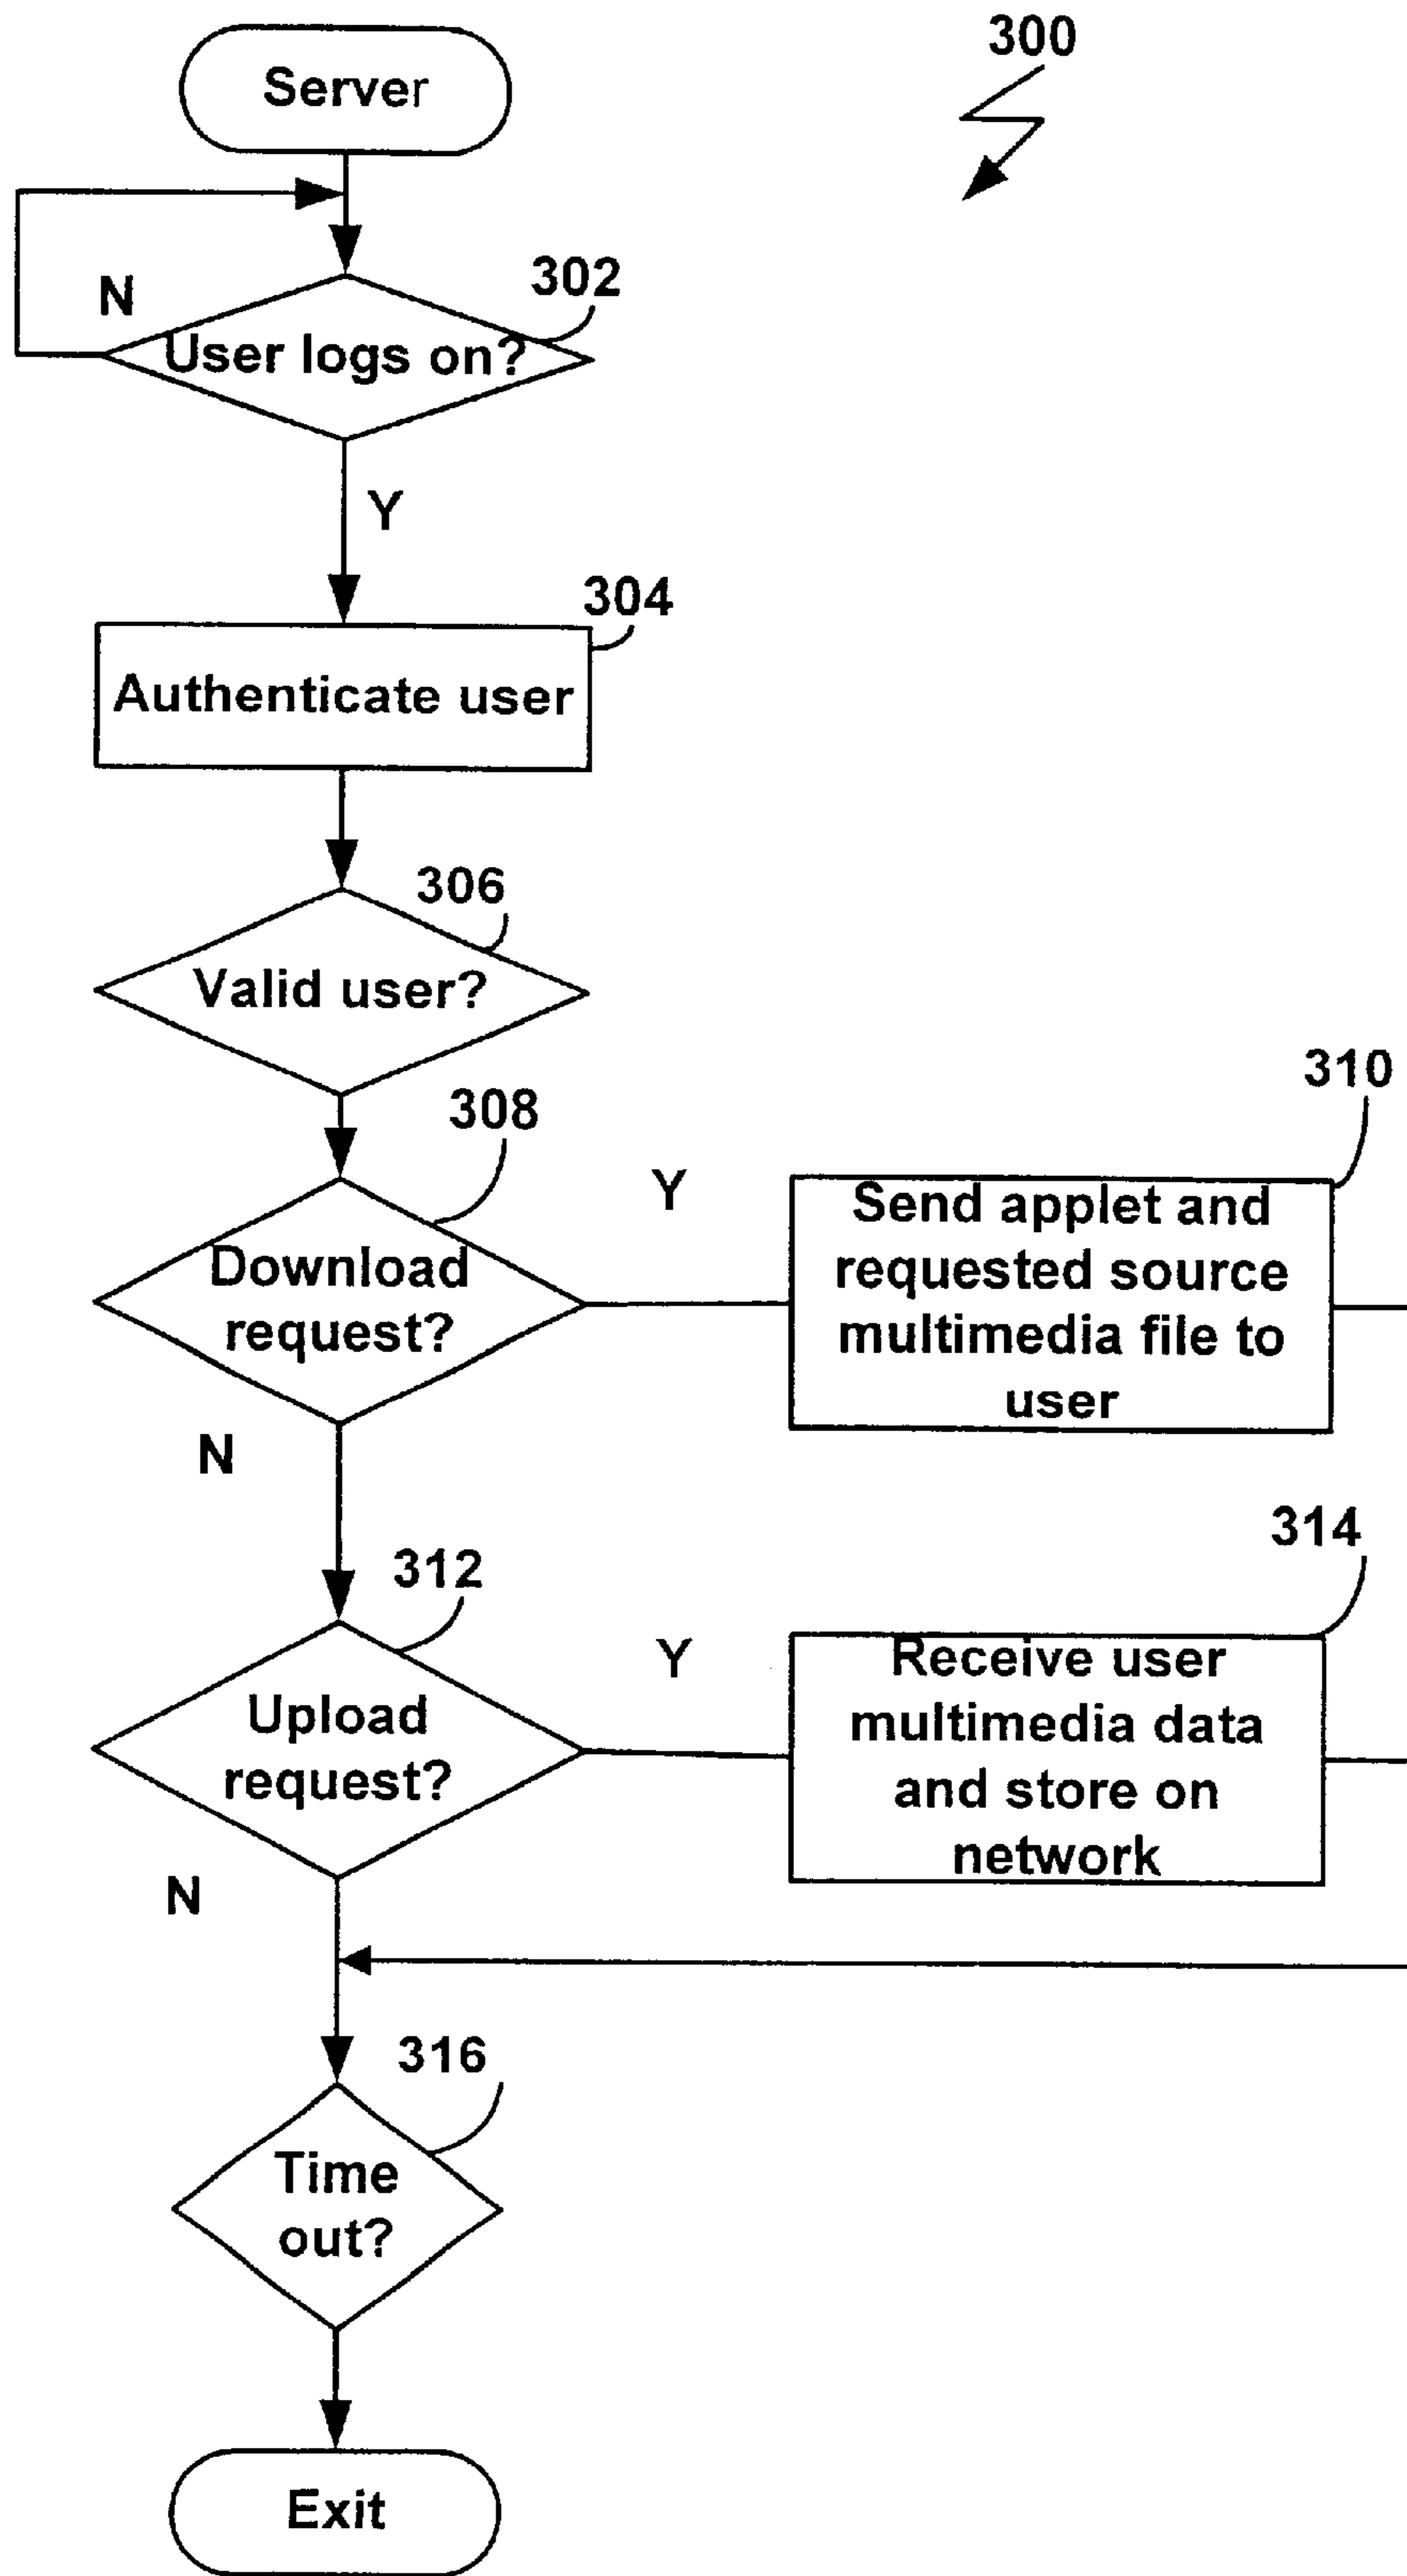 Server
300
302
N
User logs on?
Y
304
Authenticate user
306
Valid user?
308
Download
request?
Y
310
Send applet and
requested source
multimedia file to
user
N
312
Upload
request?
Y
314
Receive user
multimedia data
and store on
network
N
316
Time
out?
Exit